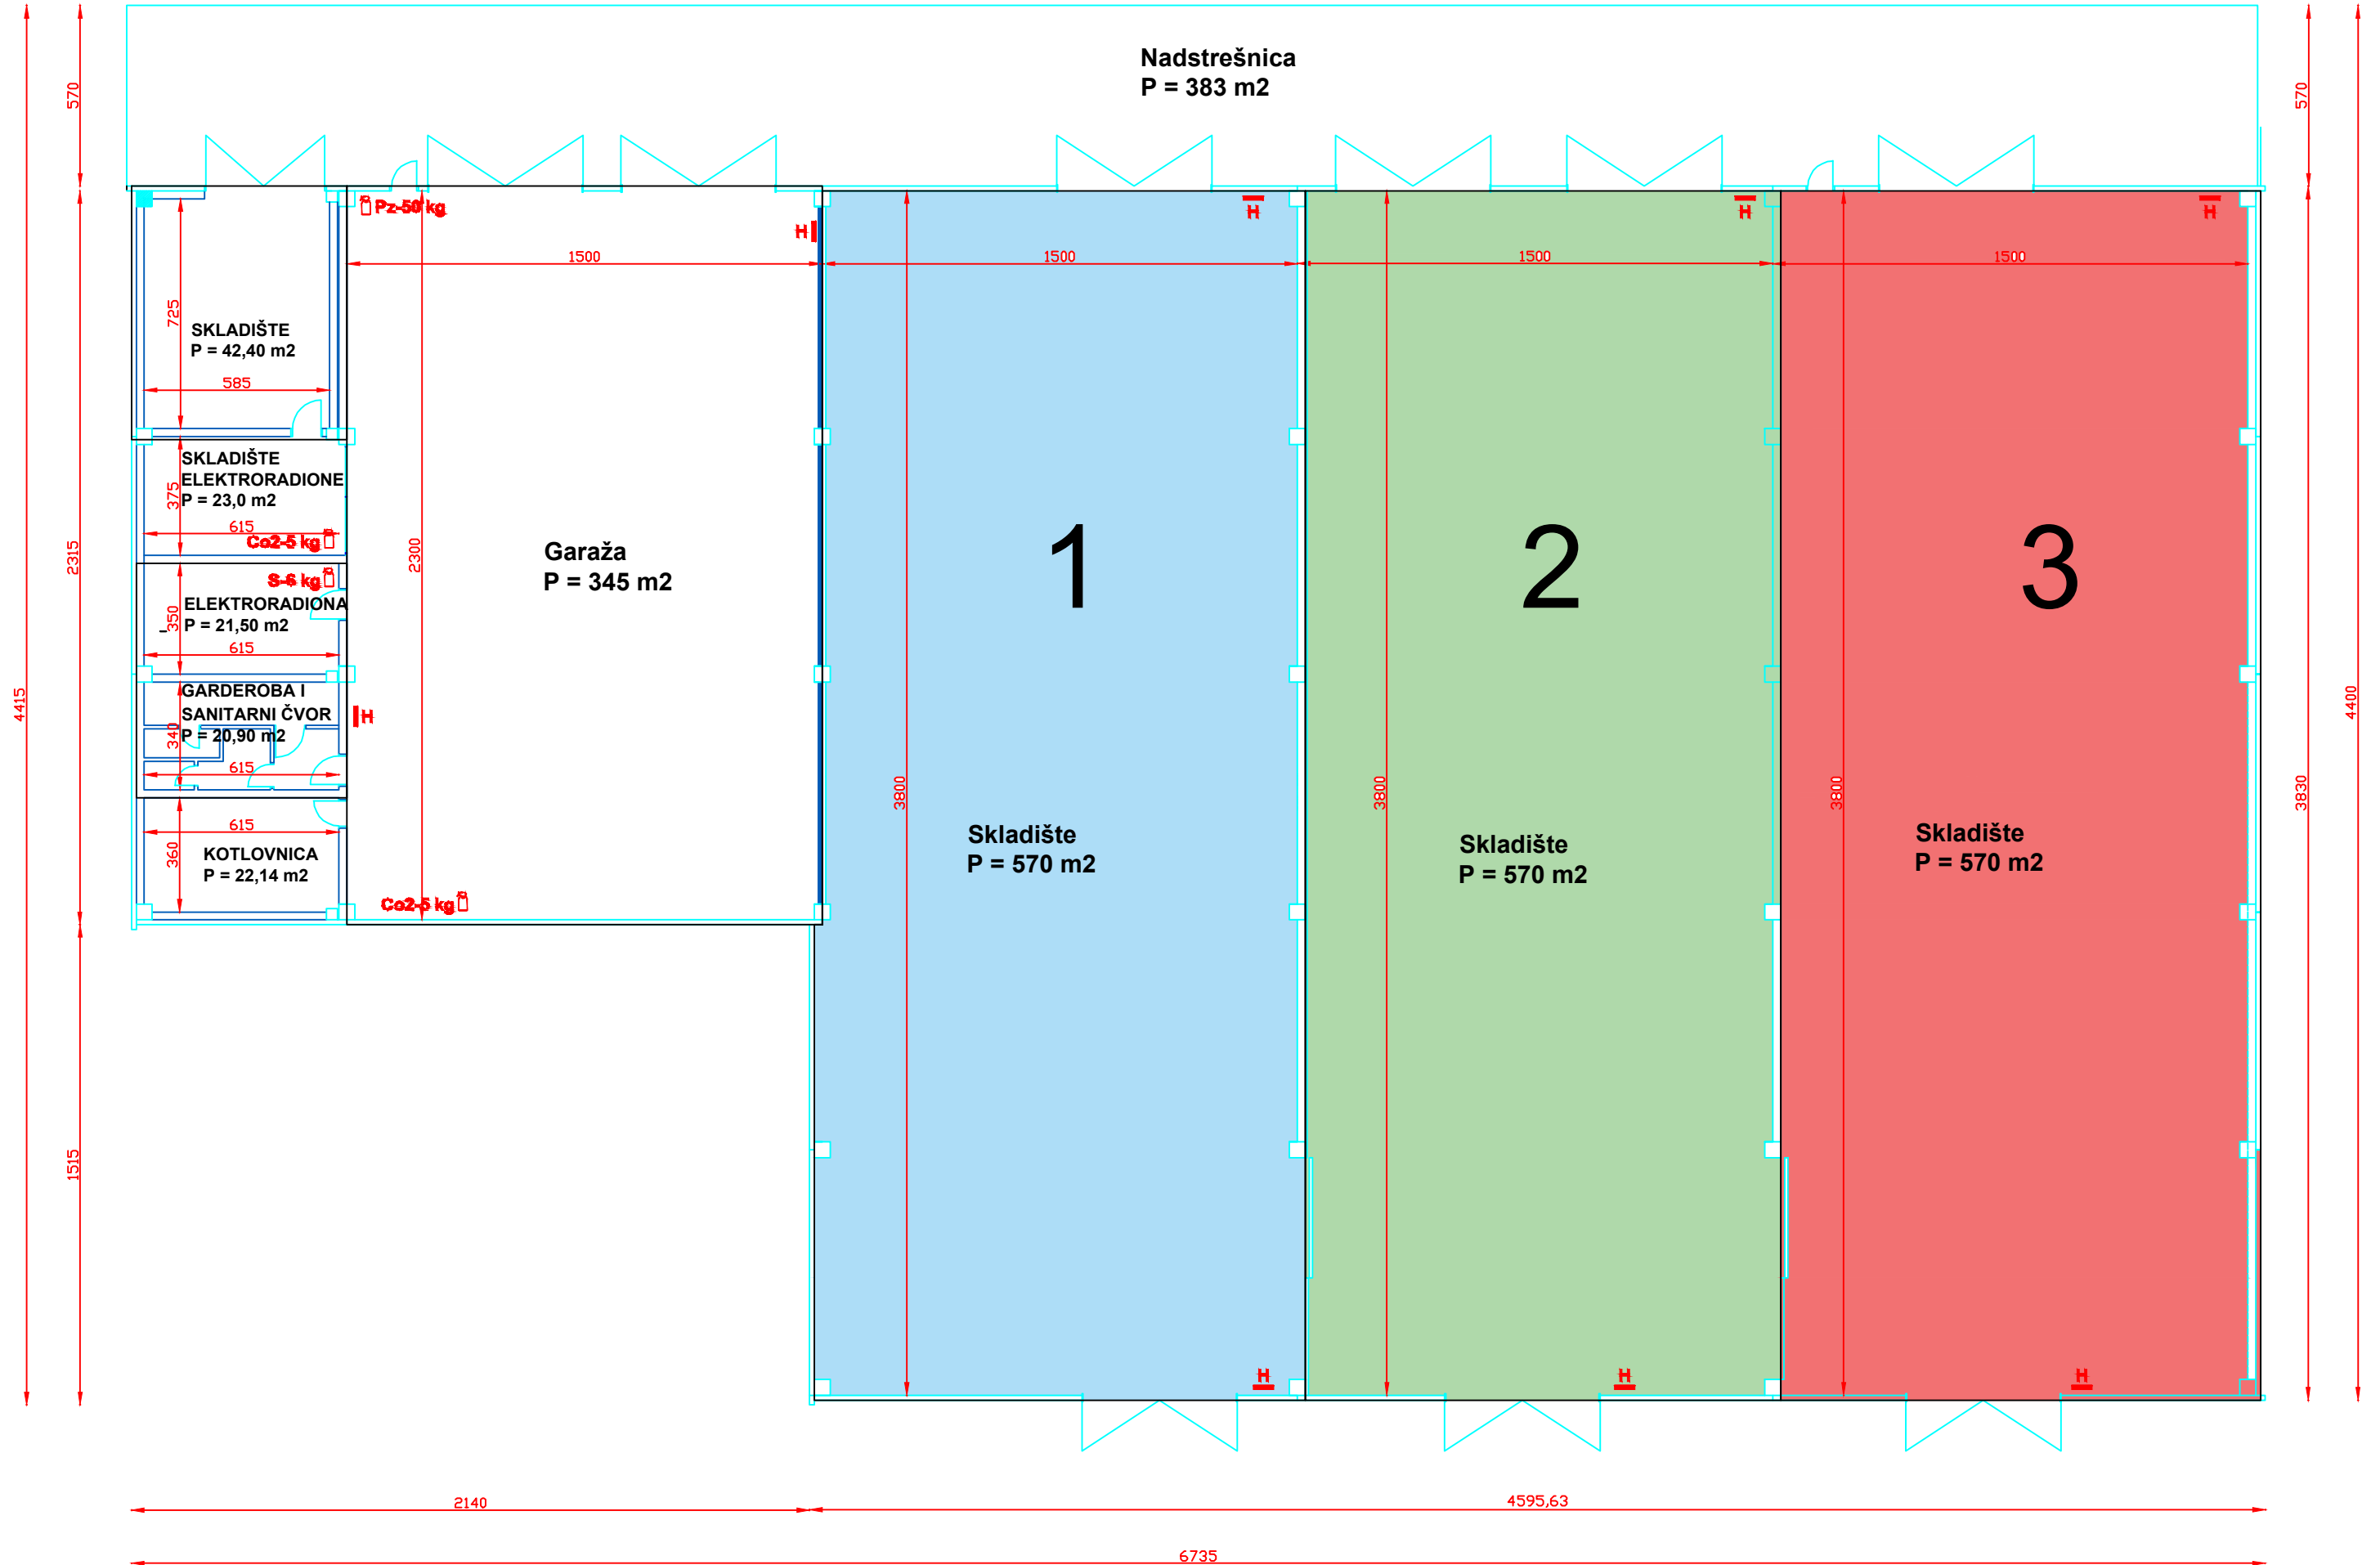 Nadstrešnica
P = 383 m2
570
570
Pz-50 kg
H
H
H
H
1500
1500
1500
1500
725
SKLADIŠTE
P = 42,40 m2
585
SKLADIŠTE
ELEKTRORADIONE
P = 23,0 m2
375
615
Co2-5 kg
2315
2300
Garaža
P = 345 m2
1
2
3
S-6 kg
ELEKTRORADIONA
P = 21,50 m2
350
615
4415
4400
GARDEROBA I
SANITARNI ČVOR
P = 20,90 m2
340
615
H
3800
3800
3800
3830
615
360
KOTLOVNICA
P = 22,14 m2
Skladište
P = 570 m2
Skladište
P = 570 m2
Skladište
P = 570 m2
Co2-5 kg
1515
H
H
H
2140
4595,63
6735